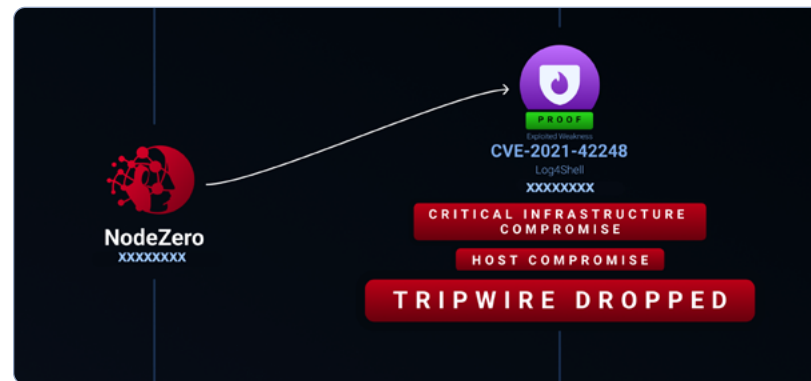 PROOF
Exploited Weakness
CVE-2021-42248
Log4Shell
XXXXXXXX
NodeZero
XXXXXXXX
CRITICAL INFRASTRUCTURE
COMPROMISE
HOST COMPROMISE
TRIPWIRE DROPPED